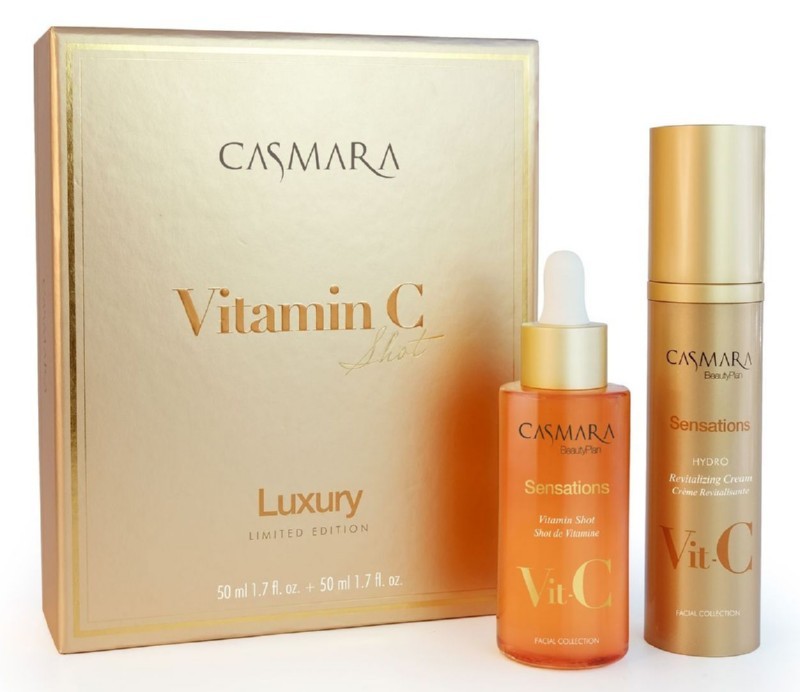 CASMARA
Vitamin C
Shot
Luxury
LIMITED EDITION
50 ml 1.7 fl. oz. + 50 ml 1.7 fl. oz.
CASMARA
BeautyPlan
Sensations
Vitamin Shot
Shot de Vitamine
Vit-C
FACIAL COLLECTION
CASMARA
BeautyPlan
Sensations
HYDRO
Revitalizing Cream
Crème Revitalisante
Vit-C
FACIAL COLLECTION